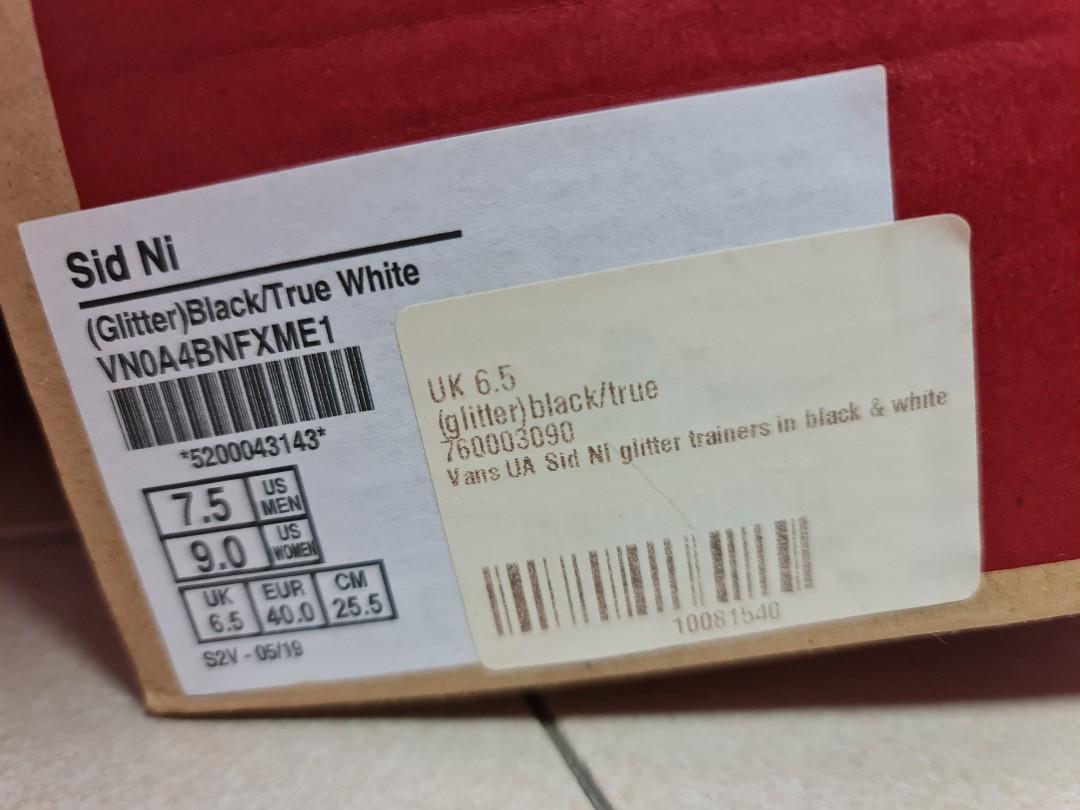 Sid Ni
(Glitter)Black/True White
VN0A4BNFXME1
*5200043143*
7.5 US MEN
9.0 US WOMEN
UK EUR CM
6.5 40.0 25.5
S2V - 05/19
UK 6.5
(glitter)black/true
760003090
Vans UA Sid Ni glitter trainers in black & white
10081540